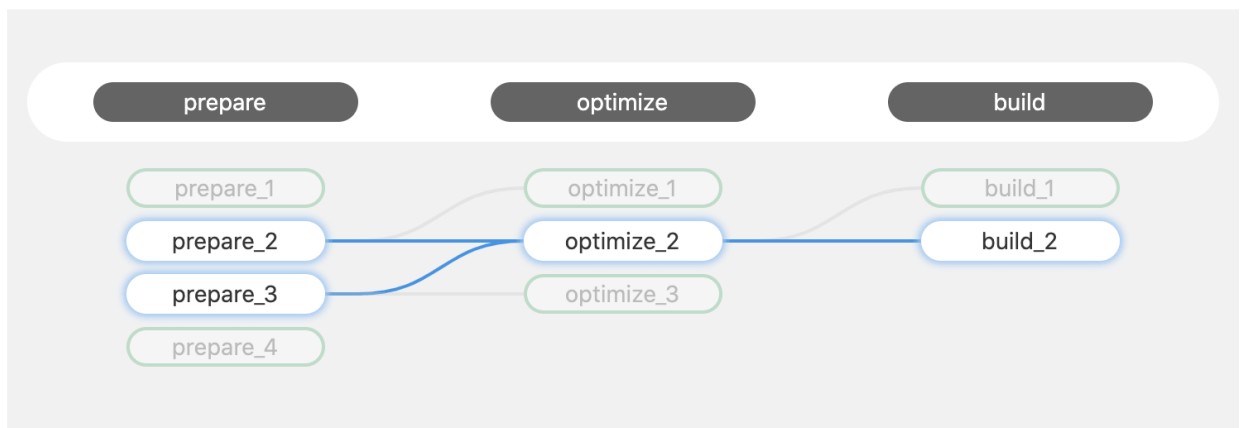 prepare optimize build
prepare_1 optimize_1 build_1
prepare_2 optimize_2 build_2
prepare_3 optimize_3
prepare_4